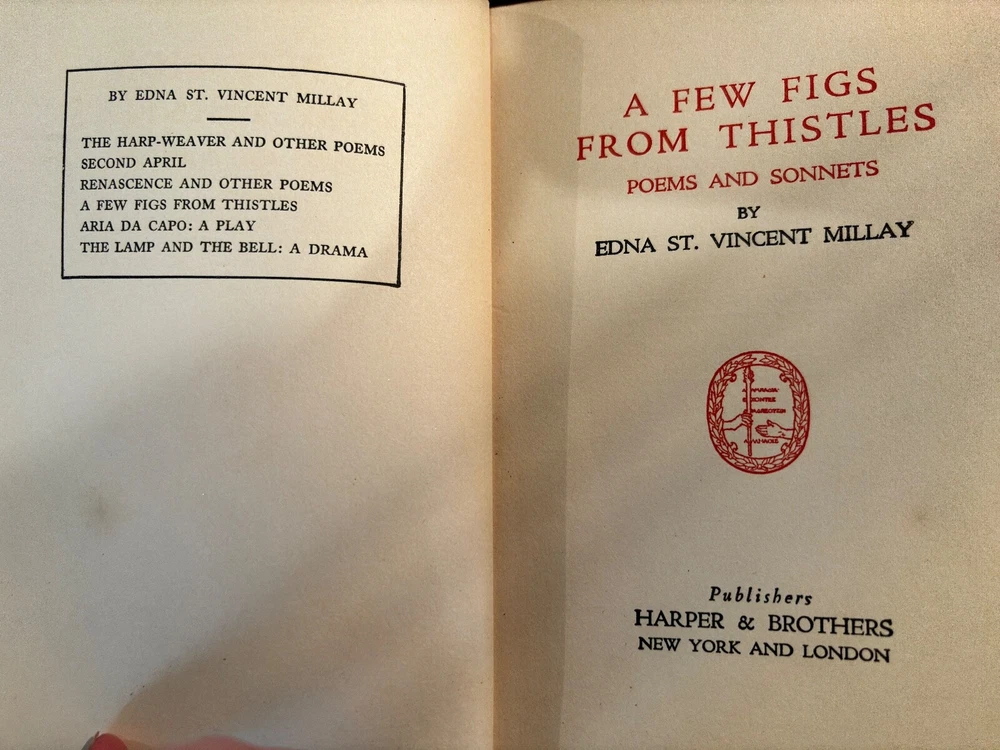 BY EDNA ST. VINCENT MILLAY
THE HARP-WEAVER AND OTHER POEMS
SECOND APRIL
RENASCENCE AND OTHER POEMS
A FEW FIGS FROM THISTLES
ARIA DA CAPO: A PLAY
THE LAMP AND THE BELL: A DRAMA
A FEW FIGS
FROM THISTLES
POEMS AND SONNETS
BY
EDNA ST. VINCENT MILLAY
Publishers
HARPER & BROTHERS
NEW YORK AND LONDON